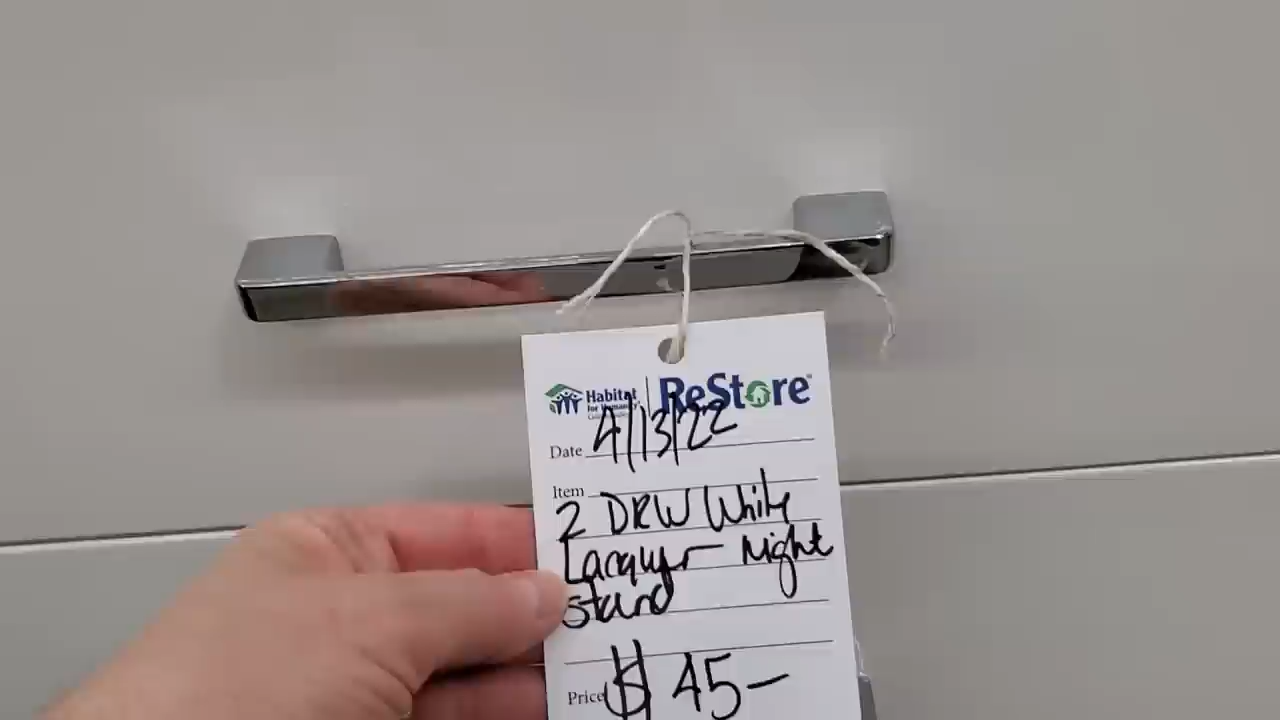 Habitat for Humanity | ReStore
Date 4/13/22
Item
2 DRW White
Lacquer Night
stand
Price $ 45-